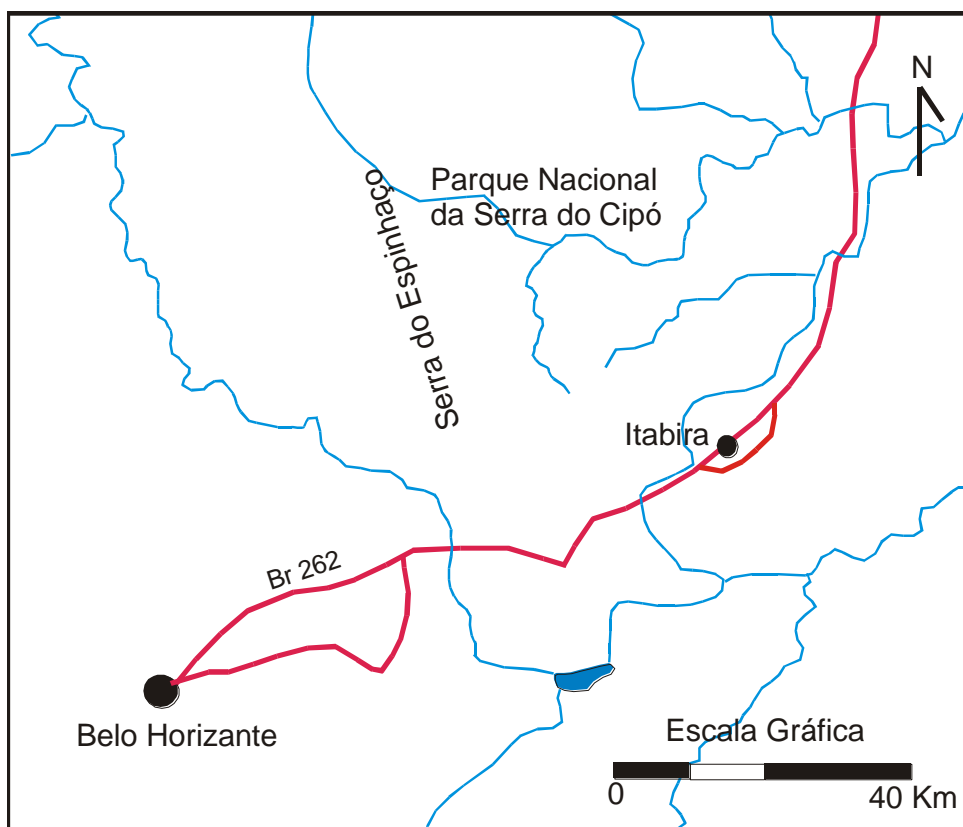 N
Parque Nacional
da Serra do Cipó
Serra do Espinhaço
Itabira
Br 262
Belo Horizante
Escala Gráfica
0
40 Km